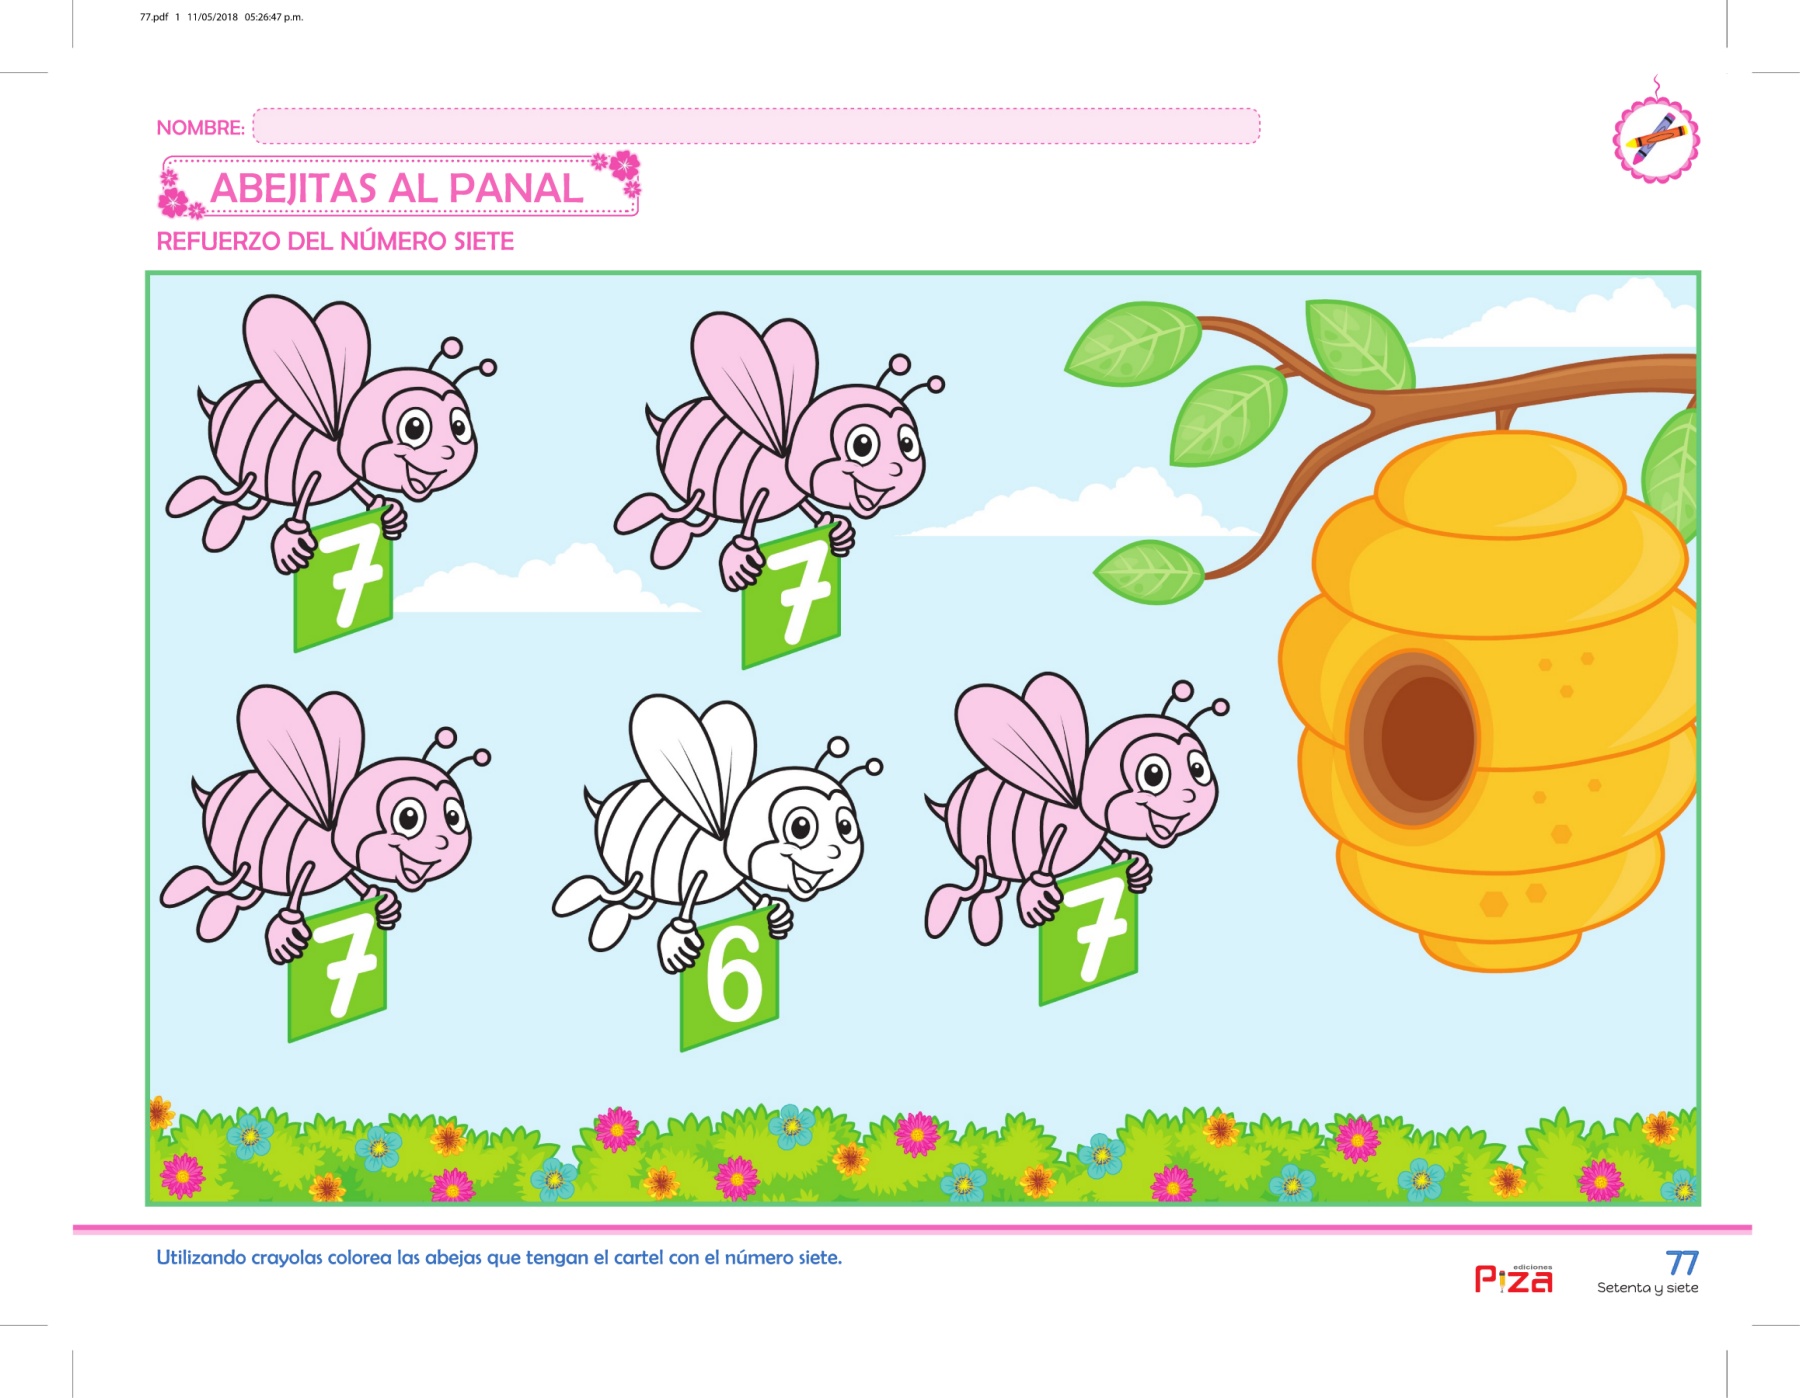 77.pdf 1 11/05/2018 05:26:47 p.m.
NOMBRE:
ABEJITAS AL PANAL
REFUERZO DEL NÚMERO SIETE
7
7
7
6
7
Utilizando crayolas colorea las abejas que tengan el cartel con el número siete.
ediciones
Piza
77
Setenta y siete